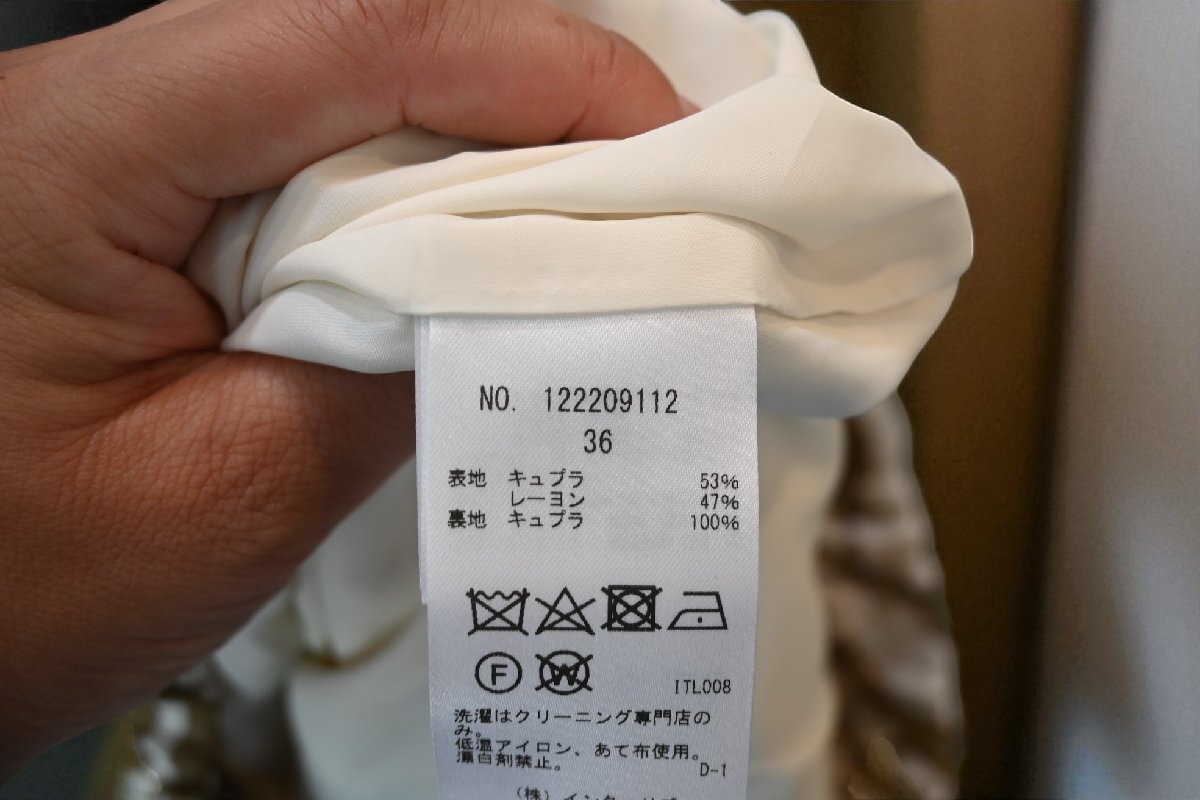 NO. 122209112
36
表地 キュプラ 53%
レーヨン 47%
裏地 キュプラ 100%
F
W
ITL008
洗濯はクリーニング専門店の
み。
低温アイロン、あて布使用。
漂白剤禁止。
D-1
(株)